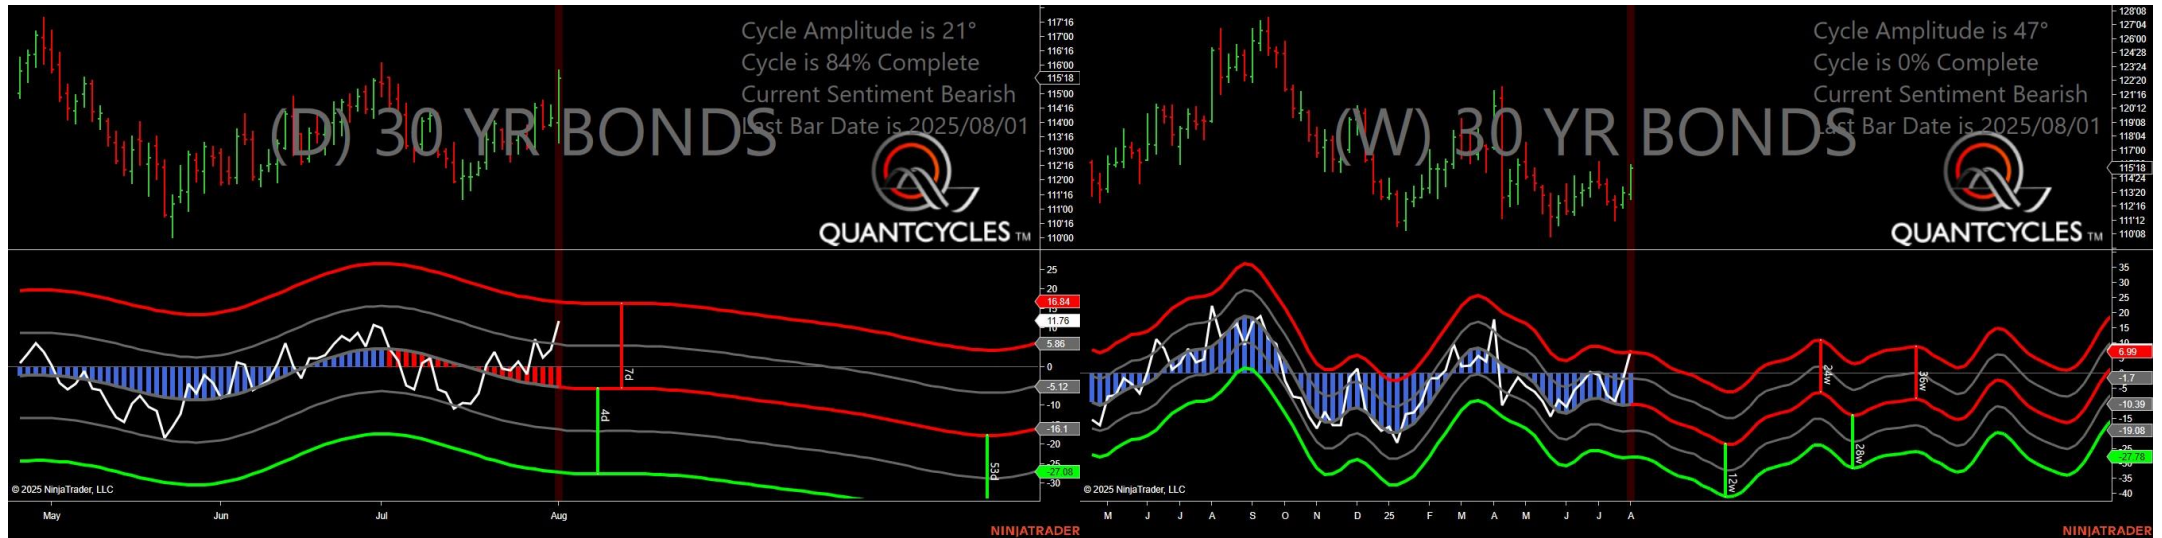 Cycle Amplitude is 21°
Cycle is 84% Complete
Current Sentiment Bearish
Last Bar Date is 2025/08/01
(D) 30 YR BONDS
QUANTCYCLES TM
117'16
117'00
116'16
116'00
115'18
115'00
114'16
114'00
113'16
113'00
112'16
112'00
111'16
111'00
110'16
110'00
25
20
16.84
11.76
10
5.86
0
-5.12
-10
-16.1
-20
-27.08
-30
7d
4d
53d
© 2025 NinjaTrader, LLC
May
Jun
Jul
Aug
NINJATRADER
Cycle Amplitude is 47°
Cycle is 0% Complete
Current Sentiment Bearish
Last Bar Date is 2025/08/01
(W) 30 YR BONDS
QUANTCYCLES TM
128'08
127'04
126'00
124'28
123'24
122'20
121'16
120'12
119'08
118'04
117'00
115'18
114'24
113'20
112'16
111'12
110'08
35
30
25
20
15
10
6.99
-1.7
-5
-10.39
-15
-19.08
-27.78
-35
-40
24w
36w
12w
28w
© 2025 NinjaTrader, LLC
M
J
J
A
S
O
N
D
25
F
M
A
M
J
J
A
NINJATRADER